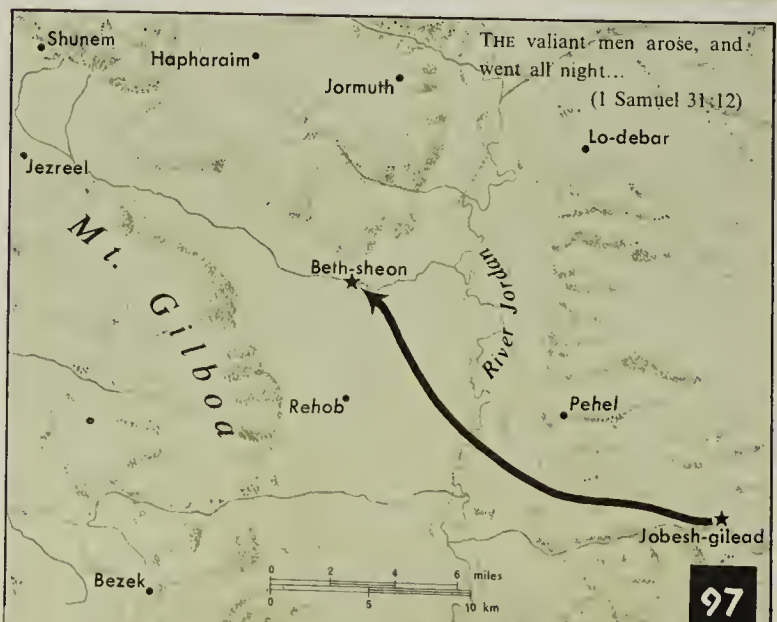 THE valiant men arose, and
went all night...
(1 Samuel 31:12)
Shunem
Hapharaim
Jormuth
Lo-debar
Jezreel
Mt. Gilboa
Beth-sheon
River Jordan
Rehob
Pehel
Jobesh-gilead
Bezek
0 2 4 6 miles
0 5 10 km
97